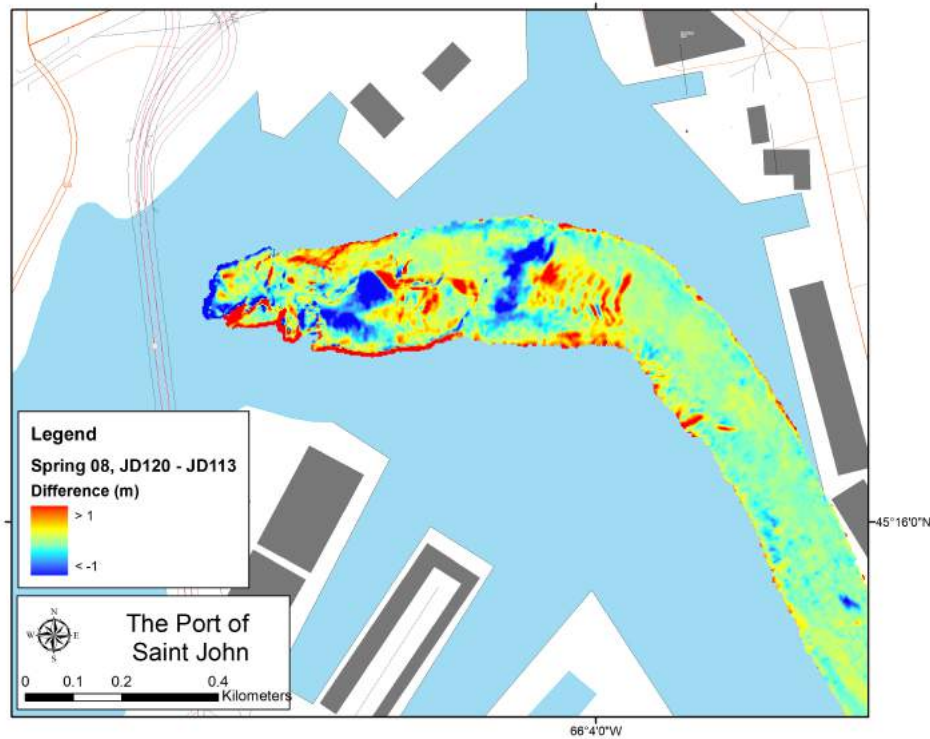 Legend
Spring 08, JD120 - JD113
Difference (m)
> 1
< -1
45°16'0"N
N
W E
S
The Port of
Saint John
0 0.1 0.2 0.4
Kilometers
66°4'0"W